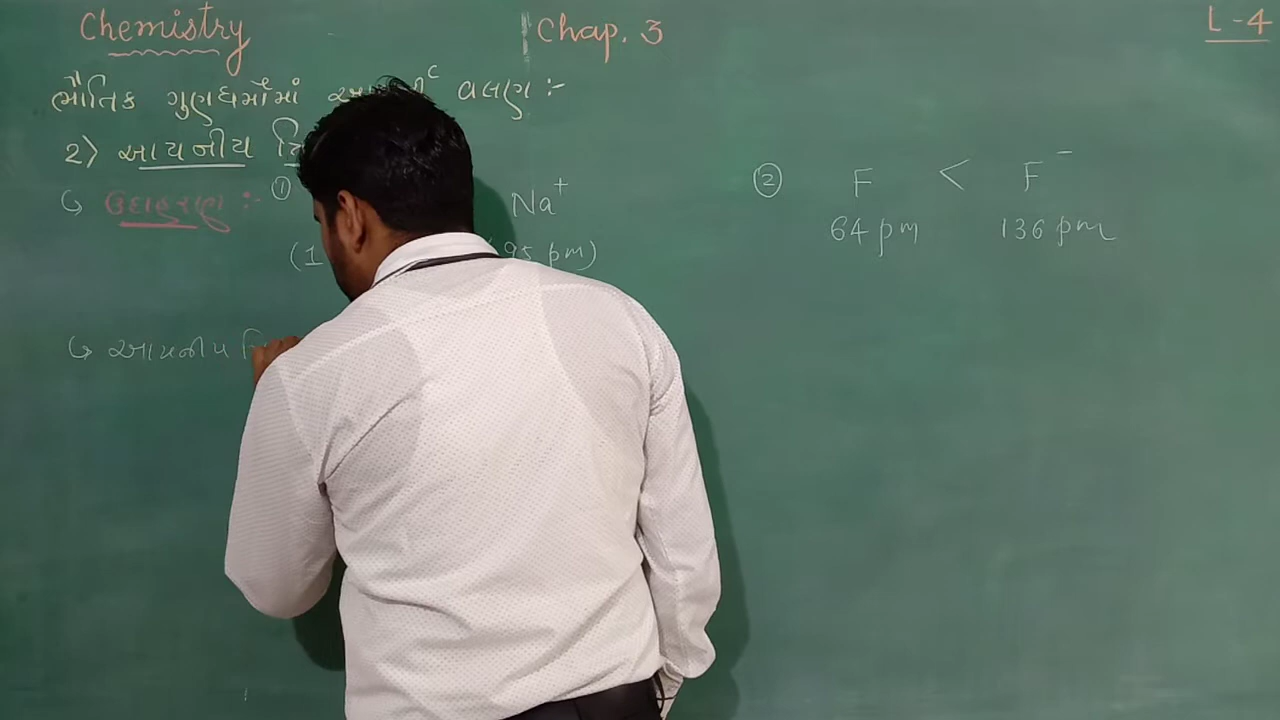 Chemistry
Chap. 3
L-4
ભૌતિક ગુણધર્મોમાં વલણ :-
2) આયનીય
↳ ઉદાહરણ :- ①
Na⁺
(1
95 pm)
② F < F⁻
64 pm 136 pm
↳ આયનીય